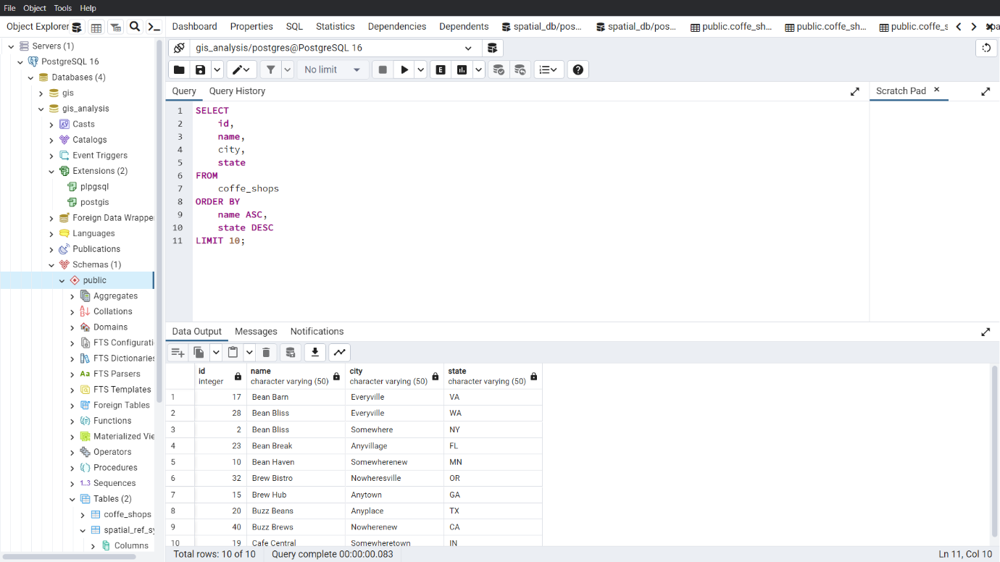 File Object Tools Help
Object Explorer
Dashboard Properties SQL Statistics Dependencies Dependents spatial_db/pos... spatial_db/pos... public.coffe_sh... public.coffe_sh... public.coffe_s
Servers (1)
PostgreSQL 16
Databases (4)
gis
gis_analysis
Casts
Catalogs
Event Triggers
Extensions (2)
plpgsql
postgis
Foreign Data Wrappe
Languages
Publications
Schemas (1)
public
Aggregates
Collations
Domains
FTS Configurati
FTS Dictionaries
Aa FTS Parsers
FTS Templates
Foreign Tables
Functions
Materialized Vie
Operators
Procedures
1..3 Sequences
Tables (2)
coffe_shops
spatial_ref_sy
Columns
gis_analysis/postgres@PostgreSQL 16
No limit
E
Query Query History
Scratch Pad
1 SELECT
2 id,
3 name,
4 city,
5 state
6 FROM
7 coffe_shops
8 ORDER BY
9 name ASC,
10 state DESC
11 LIMIT 10;
Data Output Messages Notifications
id name city state
integer character varying (50) character varying (50) character varying (50)
1 17 Bean Barn Everyville VA
2 28 Bean Bliss Everyville WA
3 2 Bean Bliss Somewhere NY
4 23 Bean Break Anyvillage FL
5 10 Bean Haven Somewherenew MN
6 32 Brew Bistro Nowheresville OR
7 15 Brew Hub Anytown GA
8 20 Buzz Beans Anyplace TX
9 40 Buzz Brews Nowherenew CA
10 19 Cafe Central Somewheretown IN
Total rows: 10 of 10 Query complete 00:00:00.083 Ln 11, Col 10